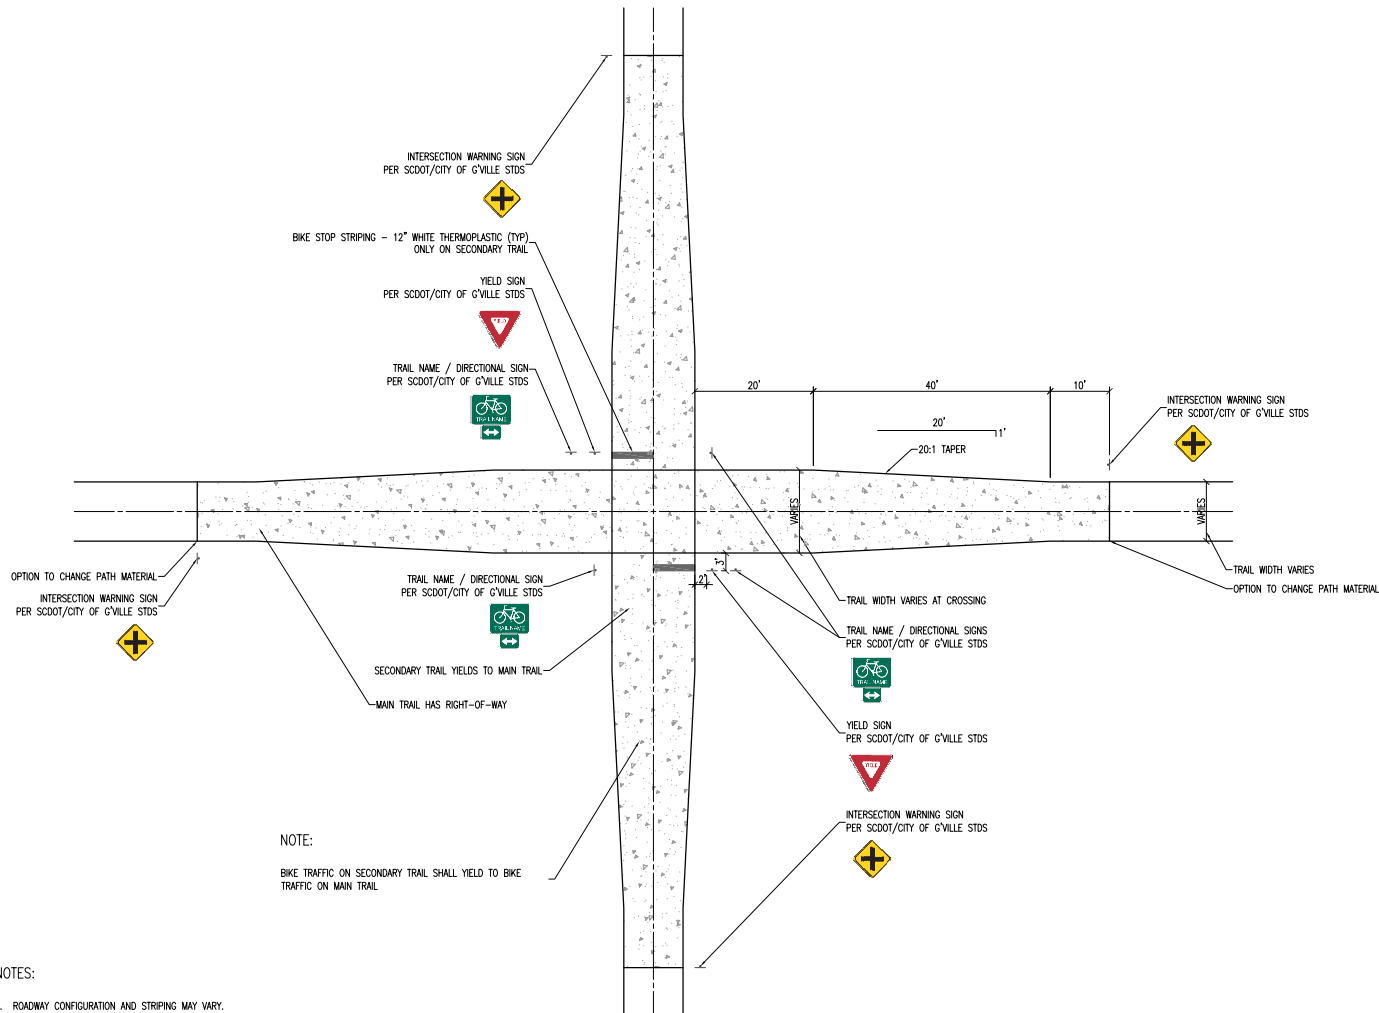 INTERSECTION WARNING SIGN
PER SCDOT/CITY OF G'VILLE STDS
BIKE STOP STRIPING – 12" WHITE THERMOPLASTIC (TYP)
ONLY ON SECONDARY TRAIL
YIELD SIGN
PER SCDOT/CITY OF G'VILLE STDS
YIELD
TRAIL NAME / DIRECTIONAL SIGN
PER SCDOT/CITY OF G'VILLE STDS
TRAIL NAME
20'
40'
10'
20'
1'
20:1 TAPER
INTERSECTION WARNING SIGN
PER SCDOT/CITY OF G'VILLE STDS
VARIES
VARIES
3'
2'
OPTION TO CHANGE PATH MATERIAL
INTERSECTION WARNING SIGN
PER SCDOT/CITY OF G'VILLE STDS
TRAIL NAME / DIRECTIONAL SIGN
PER SCDOT/CITY OF G'VILLE STDS
TRAIL NAME
SECONDARY TRAIL YIELDS TO MAIN TRAIL
MAIN TRAIL HAS RIGHT-OF-WAY
TRAIL WIDTH VARIES
OPTION TO CHANGE PATH MATERIAL
TRAIL WIDTH VARIES AT CROSSING
TRAIL NAME / DIRECTIONAL SIGNS
PER SCDOT/CITY OF G'VILLE STDS
TRAIL NAME
YIELD SIGN
PER SCDOT/CITY OF G'VILLE STDS
YIELD
INTERSECTION WARNING SIGN
PER SCDOT/CITY OF G'VILLE STDS
NOTE:
BIKE TRAFFIC ON SECONDARY TRAIL SHALL YIELD TO BIKE
TRAFFIC ON MAIN TRAIL
NOTES:
. ROADWAY CONFIGURATION AND STRIPING MAY VARY.